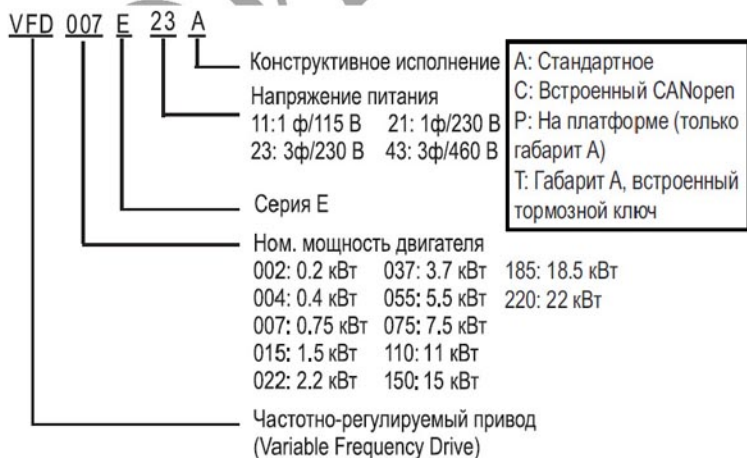 VFD 007 E 23 A
Конструктивное исполнение
Напряжение питания
11:1 ф/115 В 21: 1ф/230 В
23: 3ф/230 В 43: 3ф/460 В
А: Стандартное
С: Встроенный CANopen
Р: На платформе (только
габарит А)
Т: Габарит А, встроенный
тормозной ключ
Серия Е
Ном. мощность двигателя
002: 0.2 кВт 037: 3.7 кВт 185: 18.5 кВт
004: 0.4 кВт 055: 5.5 кВт 220: 22 кВт
007: 0.75 кВт 075: 7.5 кВт
015: 1.5 кВт 110: 11 кВт
022: 2.2 кВт 150: 15 кВт
Частотно-регулируемый привод
(Variable Frequency Drive)